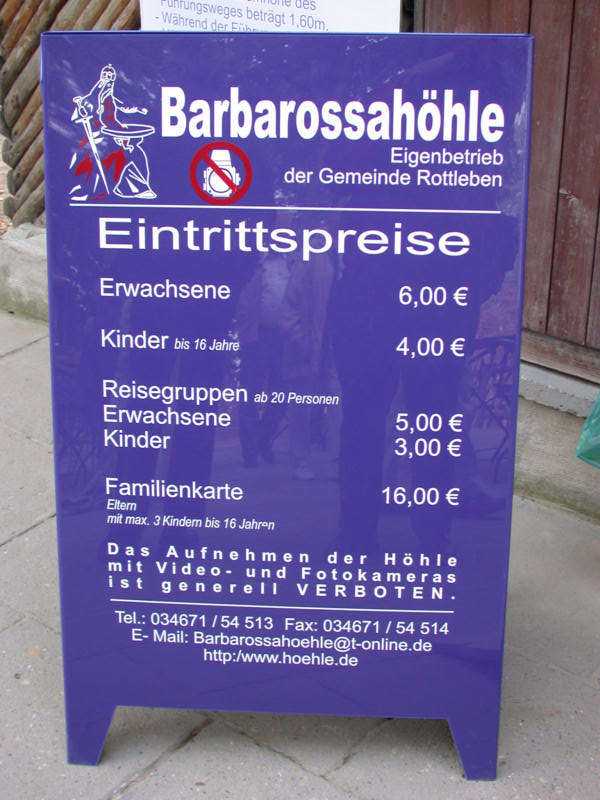 Führungsweges beträgt 1,60m.
- Während der Führung
Barbarossahöhle
Eigenbetrieb
der Gemeinde Rottleben
Eintrittspreise
Erwachsene 6,00 €
Kinder bis 16 Jahre 4,00 €
Reisegruppen ab 20 Personen
Erwachsene 5,00 €
Kinder 3,00 €
Familienkarte 16,00 €
Eltern
mit max. 3 Kindern bis 16 Jahren
Das Aufnehmen der Höhle
mit Video- und Fotokameras
ist generell VERBOTEN.
Tel.: 034671 / 54 513 Fax: 034671 / 54 514
E- Mail: Barbarossahoehle@t-online.de
http:/www.hoehle.de